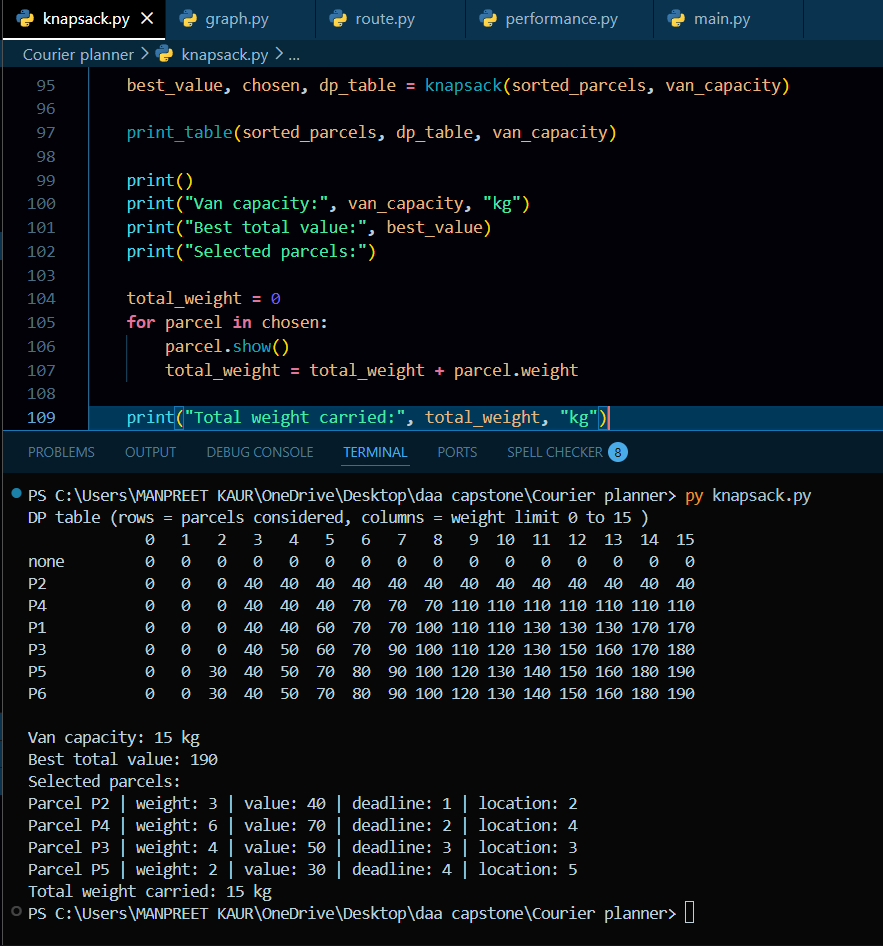 knapsack.py × graph.py route.py performance.py main.py
Courier planner > knapsack.py > ...
95 best_value, chosen, dp_table = knapsack(sorted_parcels, van_capacity)
96
97 print_table(sorted_parcels, dp_table, van_capacity)
98
99 print()
100 print("Van capacity:", van_capacity, "kg")
101 print("Best total value:", best_value)
102 print("Selected parcels:")
103
104 total_weight = 0
105 for parcel in chosen:
106 parcel.show()
107 total_weight = total_weight + parcel.weight
108
109 print("Total weight carried:", total_weight, "kg")
PROBLEMS OUTPUT DEBUG CONSOLE TERMINAL PORTS SPELL CHECKER 8
PS C:\Users\MANPREET KAUR\OneDrive\Desktop\daa capstone\Courier planner> py knapsack.py
DP table (rows = parcels considered, columns = weight limit 0 to 15 )
0 1 2 3 4 5 6 7 8 9 10 11 12 13 14 15
none 0 0 0 0 0 0 0 0 0 0 0 0 0 0 0 0
P2 0 0 0 40 40 40 40 40 40 40 40 40 40 40 40 40
P4 0 0 0 40 40 40 70 70 70 110 110 110 110 110 110 110
P1 0 0 0 40 40 60 70 70 100 110 110 130 130 130 170 170
P3 0 0 0 40 50 60 70 90 100 110 120 130 150 160 170 180
P5 0 0 30 40 50 70 80 90 100 120 130 140 150 160 180 190
P6 0 0 30 40 50 70 80 90 100 120 130 140 150 160 180 190
Van capacity: 15 kg
Best total value: 190
Selected parcels:
Parcel P2 | weight: 3 | value: 40 | deadline: 1 | location: 2
Parcel P4 | weight: 6 | value: 70 | deadline: 2 | location: 4
Parcel P3 | weight: 4 | value: 50 | deadline: 3 | location: 3
Parcel P5 | weight: 2 | value: 30 | deadline: 4 | location: 5
Total weight carried: 15 kg
PS C:\Users\MANPREET KAUR\OneDrive\Desktop\daa capstone\Courier planner>